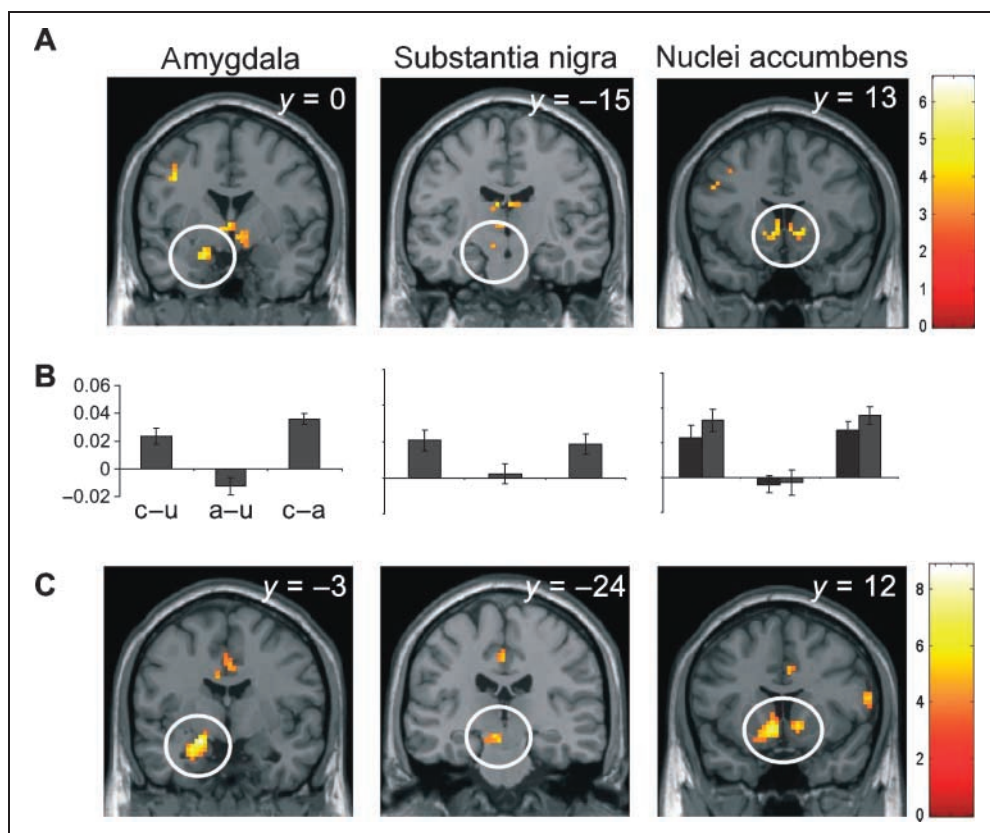 A
Amygdala
Substantia nigra
Nuclei accumbens
y = 0
y = −15
y = 13
6
5
4
3
2
1
0
B
0.06
0.04
0.02
0
−0.02
c–u
a–u
c–a
C
y = −3
y = −24
y = 12
8
6
4
2
0